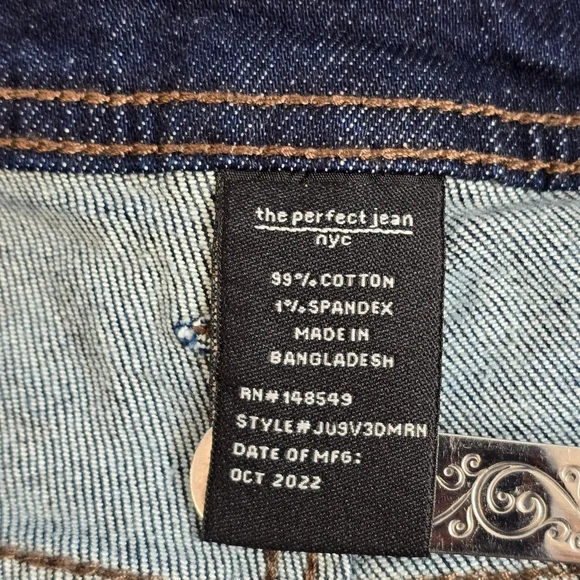 the perfect jean
nyc
99% COTTON
1% SPANDEX
MADE IN
BANGLADESH
RN# 148549
STYLE# JU9V3DMRN
DATE OF MFG:
OCT 2022